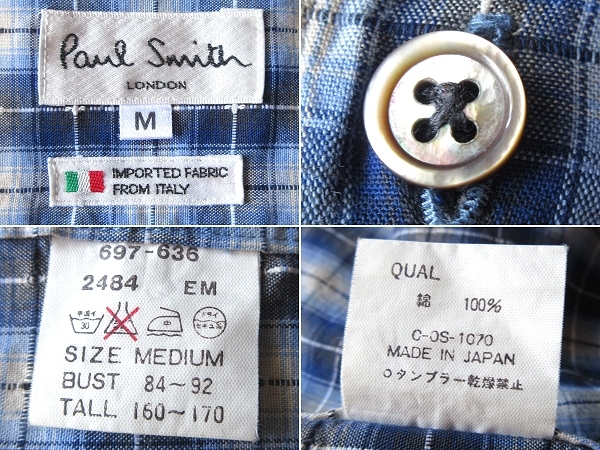 Paul Smith
LONDON
M
IMPORTED FABRIC
FROM ITALY
697-636
2484 EM
30
SIZE MEDIUM
BUST 84～92
TALL 160～170
QUAL
綿 100%
C-OS-1070
MADE IN JAPAN
○タンブラー乾燥禁止